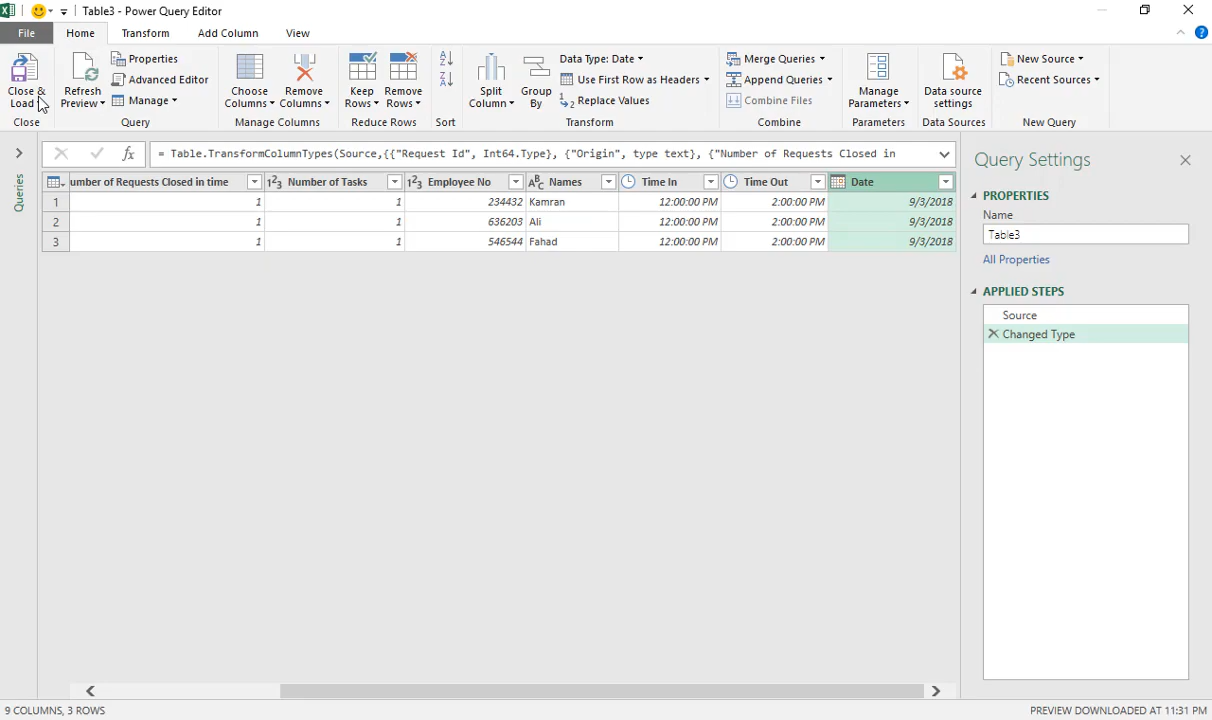 Table3 - Power Query Editor
File Home Transform Add Column View
Close & Load
Close
Refresh Preview
Properties
Advanced Editor
Manage
Query
Choose Columns
Remove Columns
Manage Columns
Keep Rows
Remove Rows
Reduce Rows
Sort
Split Column
Group By
Data Type: Date
Use First Row as Headers
Replace Values
Transform
Merge Queries
Append Queries
Combine Files
Combine
Manage Parameters
Parameters
Data source settings
Data Sources
New Source
Recent Sources
New Query
= Table.TransformColumnTypes(Source,{{"Request Id", Int64.Type}, {"Origin", type text}, {"Number of Requests Closed in
Queries
umber of Requests Closed in time Number of Tasks Employee No Names Time In Time Out Date
1 1 1 234432 Kamran 12:00:00 PM 2:00:00 PM 9/3/2018
2 1 1 636203 Ali 12:00:00 PM 2:00:00 PM 9/3/2018
3 1 1 546544 Fahad 12:00:00 PM 2:00:00 PM 9/3/2018
Query Settings
PROPERTIES
Name
Table3
All Properties
APPLIED STEPS
Source
Changed Type
9 COLUMNS, 3 ROWS
PREVIEW DOWNLOADED AT 11:31 PM